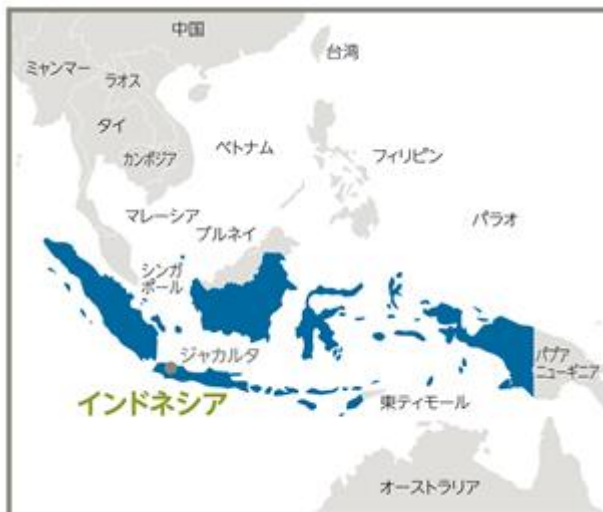 中国
台湾
ミャンマー
ラオス
タイ
カンボジア
ベトナム
フィリピン
マレーシア
ブルネイ
パラオ
シンガ
ポール
ジャカルタ
インドネシア
パプア
ニューギニア
東ティモール
オーストラリア